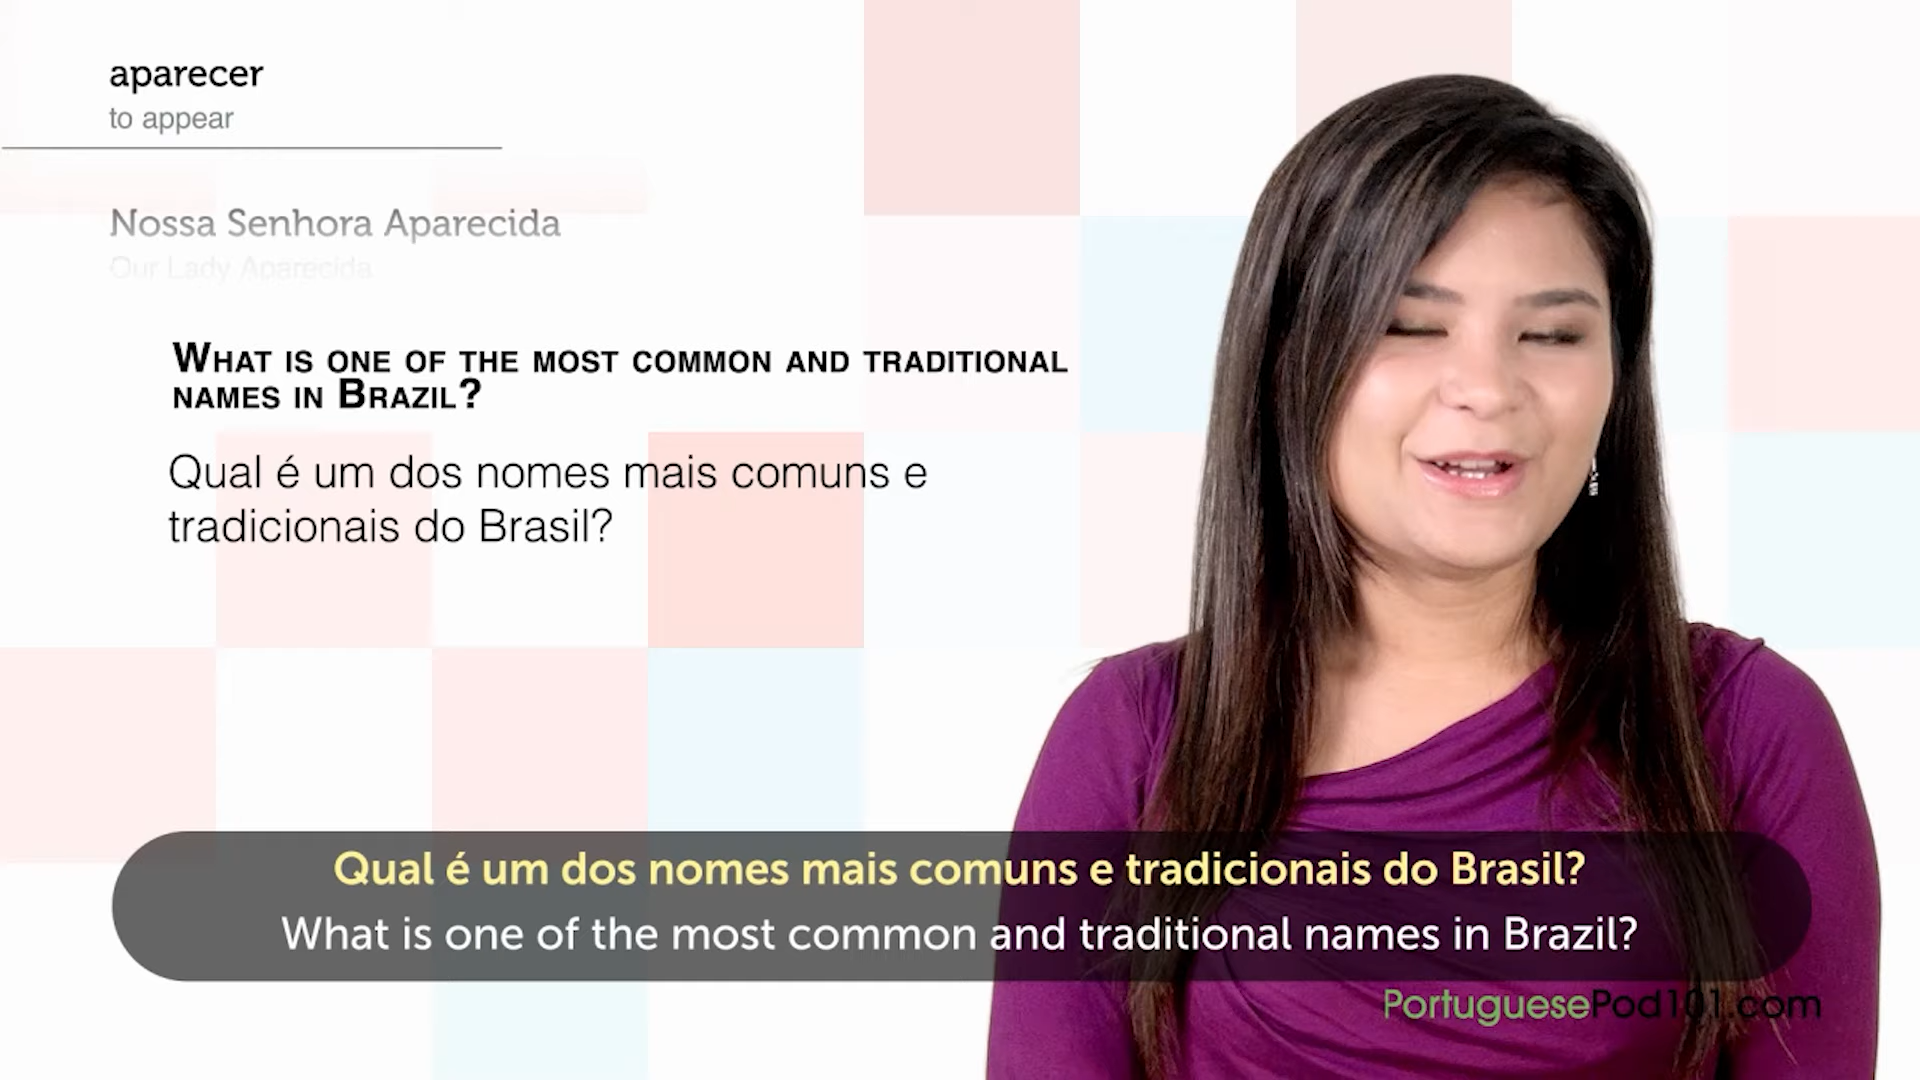 aparecer
to appear
Nossa Senhora Aparecida
Our Lady Aparecida
What is one of the most common and traditional
names in Brazil?
Qual é um dos nomes mais comuns e
tradicionais do Brasil?
Qual é um dos nomes mais comuns e tradicionais do Brasil?
What is one of the most common and traditional names in Brazil?
PortuguesePod101.com